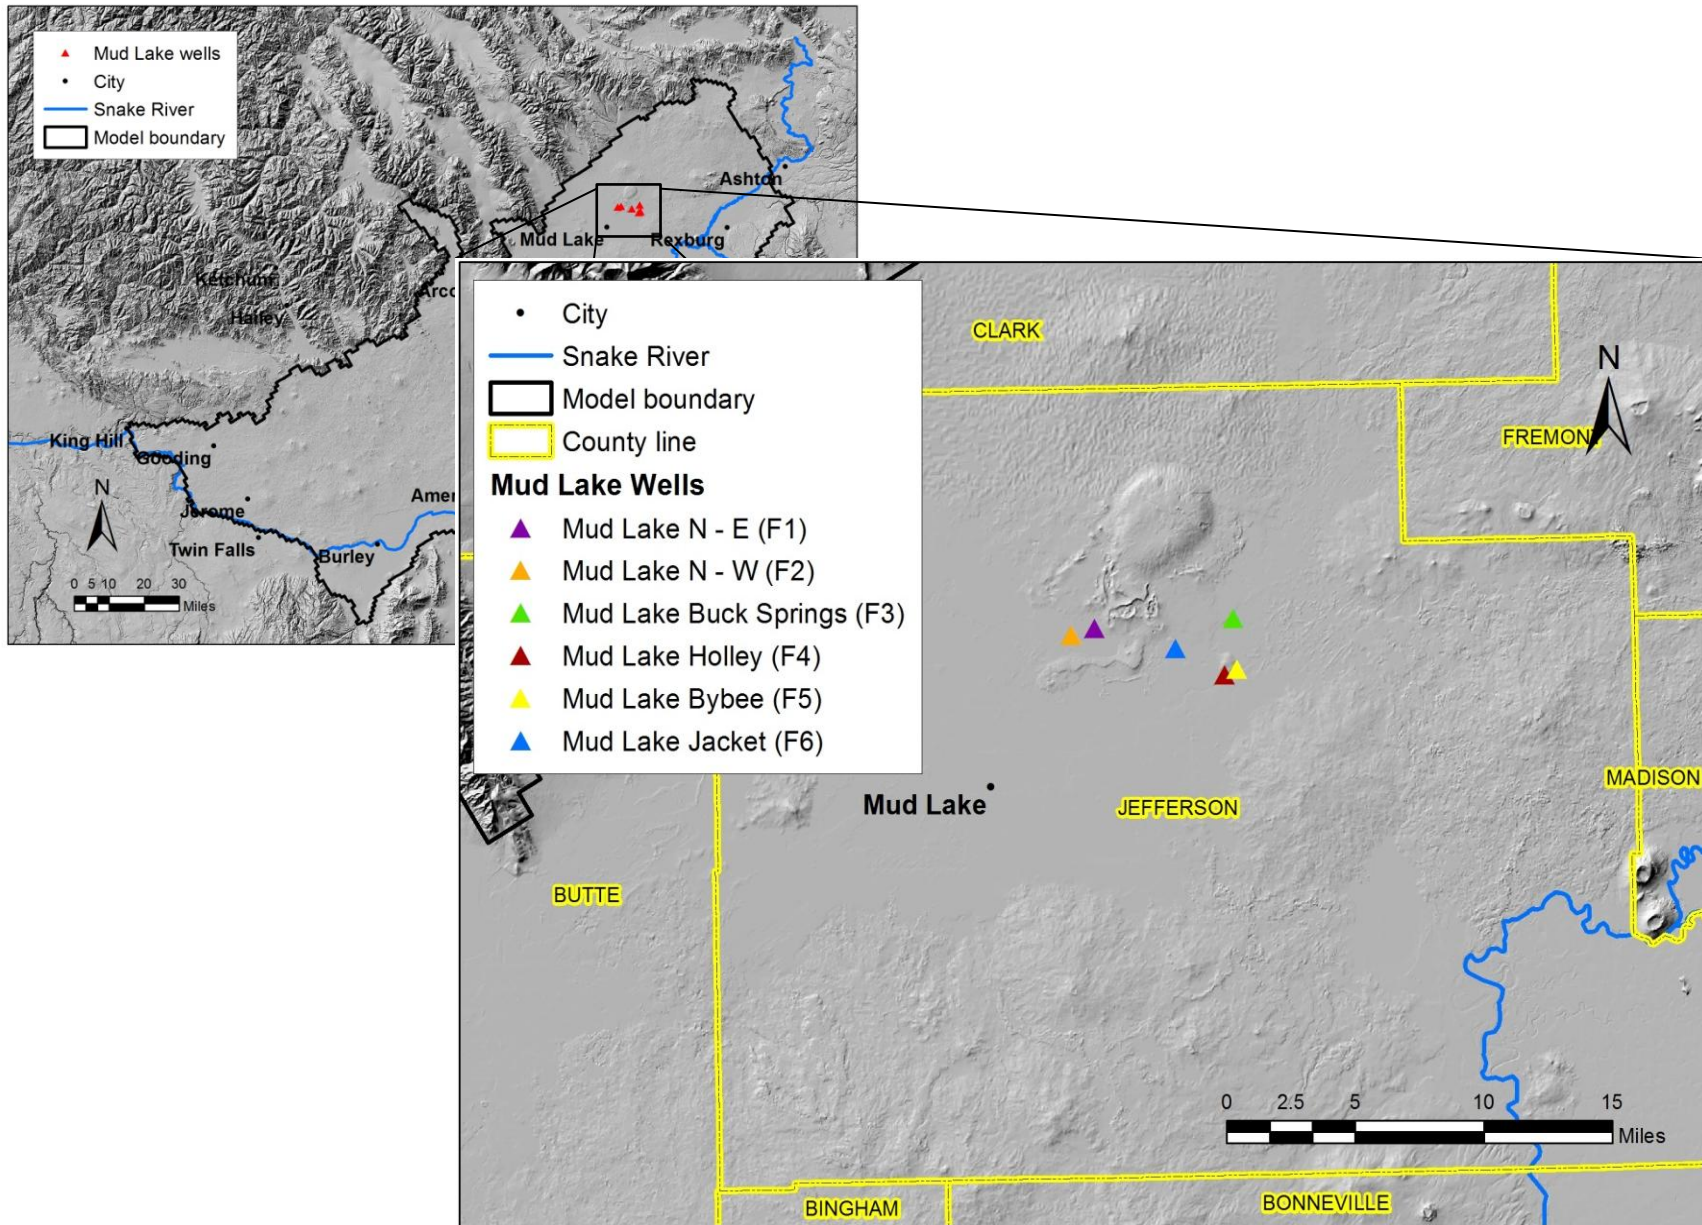 Mud Lake wells
City
Snake River
Model boundary
Ashton
Mud Lake
Rexburg
Ketchum
Arco
Hailey
King Hill
Gooding
N
Jerome
Amer
Twin Falls
Burley
0 5 10 20 30
Miles
City
Snake River
Model boundary
County line
Mud Lake Wells
Mud Lake N - E (F1)
Mud Lake N - W (F2)
Mud Lake Buck Springs (F3)
Mud Lake Holley (F4)
Mud Lake Bybee (F5)
Mud Lake Jacket (F6)
CLARK
N
FREMONT
Mud Lake
JEFFERSON
MADISON
BUTTE
0 2.5 5 10 15
Miles
BINGHAM
BONNEVILLE